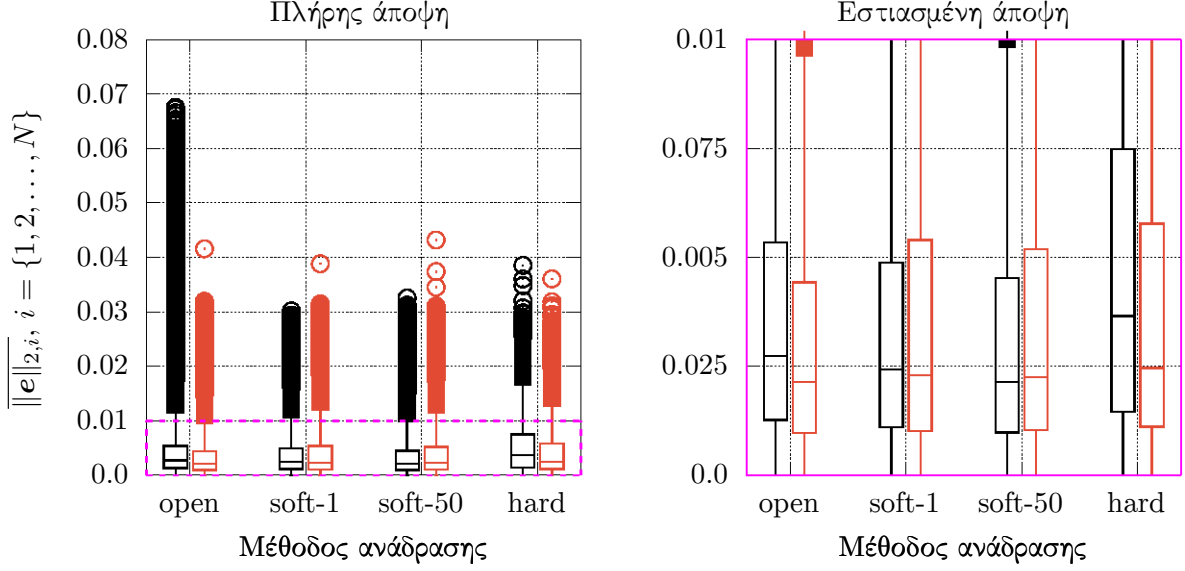 Πλήρης άποψη
0.08
0.07
0.06
0.05
0.04
0.03
0.02
0.01
0.0
open soft-1 soft-50 hard
Μέθοδος ανάδρασης
||e||2,i, i = {1, 2, . . . , N}
Εστιασμένη άποψη
0.01
0.075
0.005
0.025
0.0
open soft-1 soft-50 hard
Μέθοδος ανάδρασης